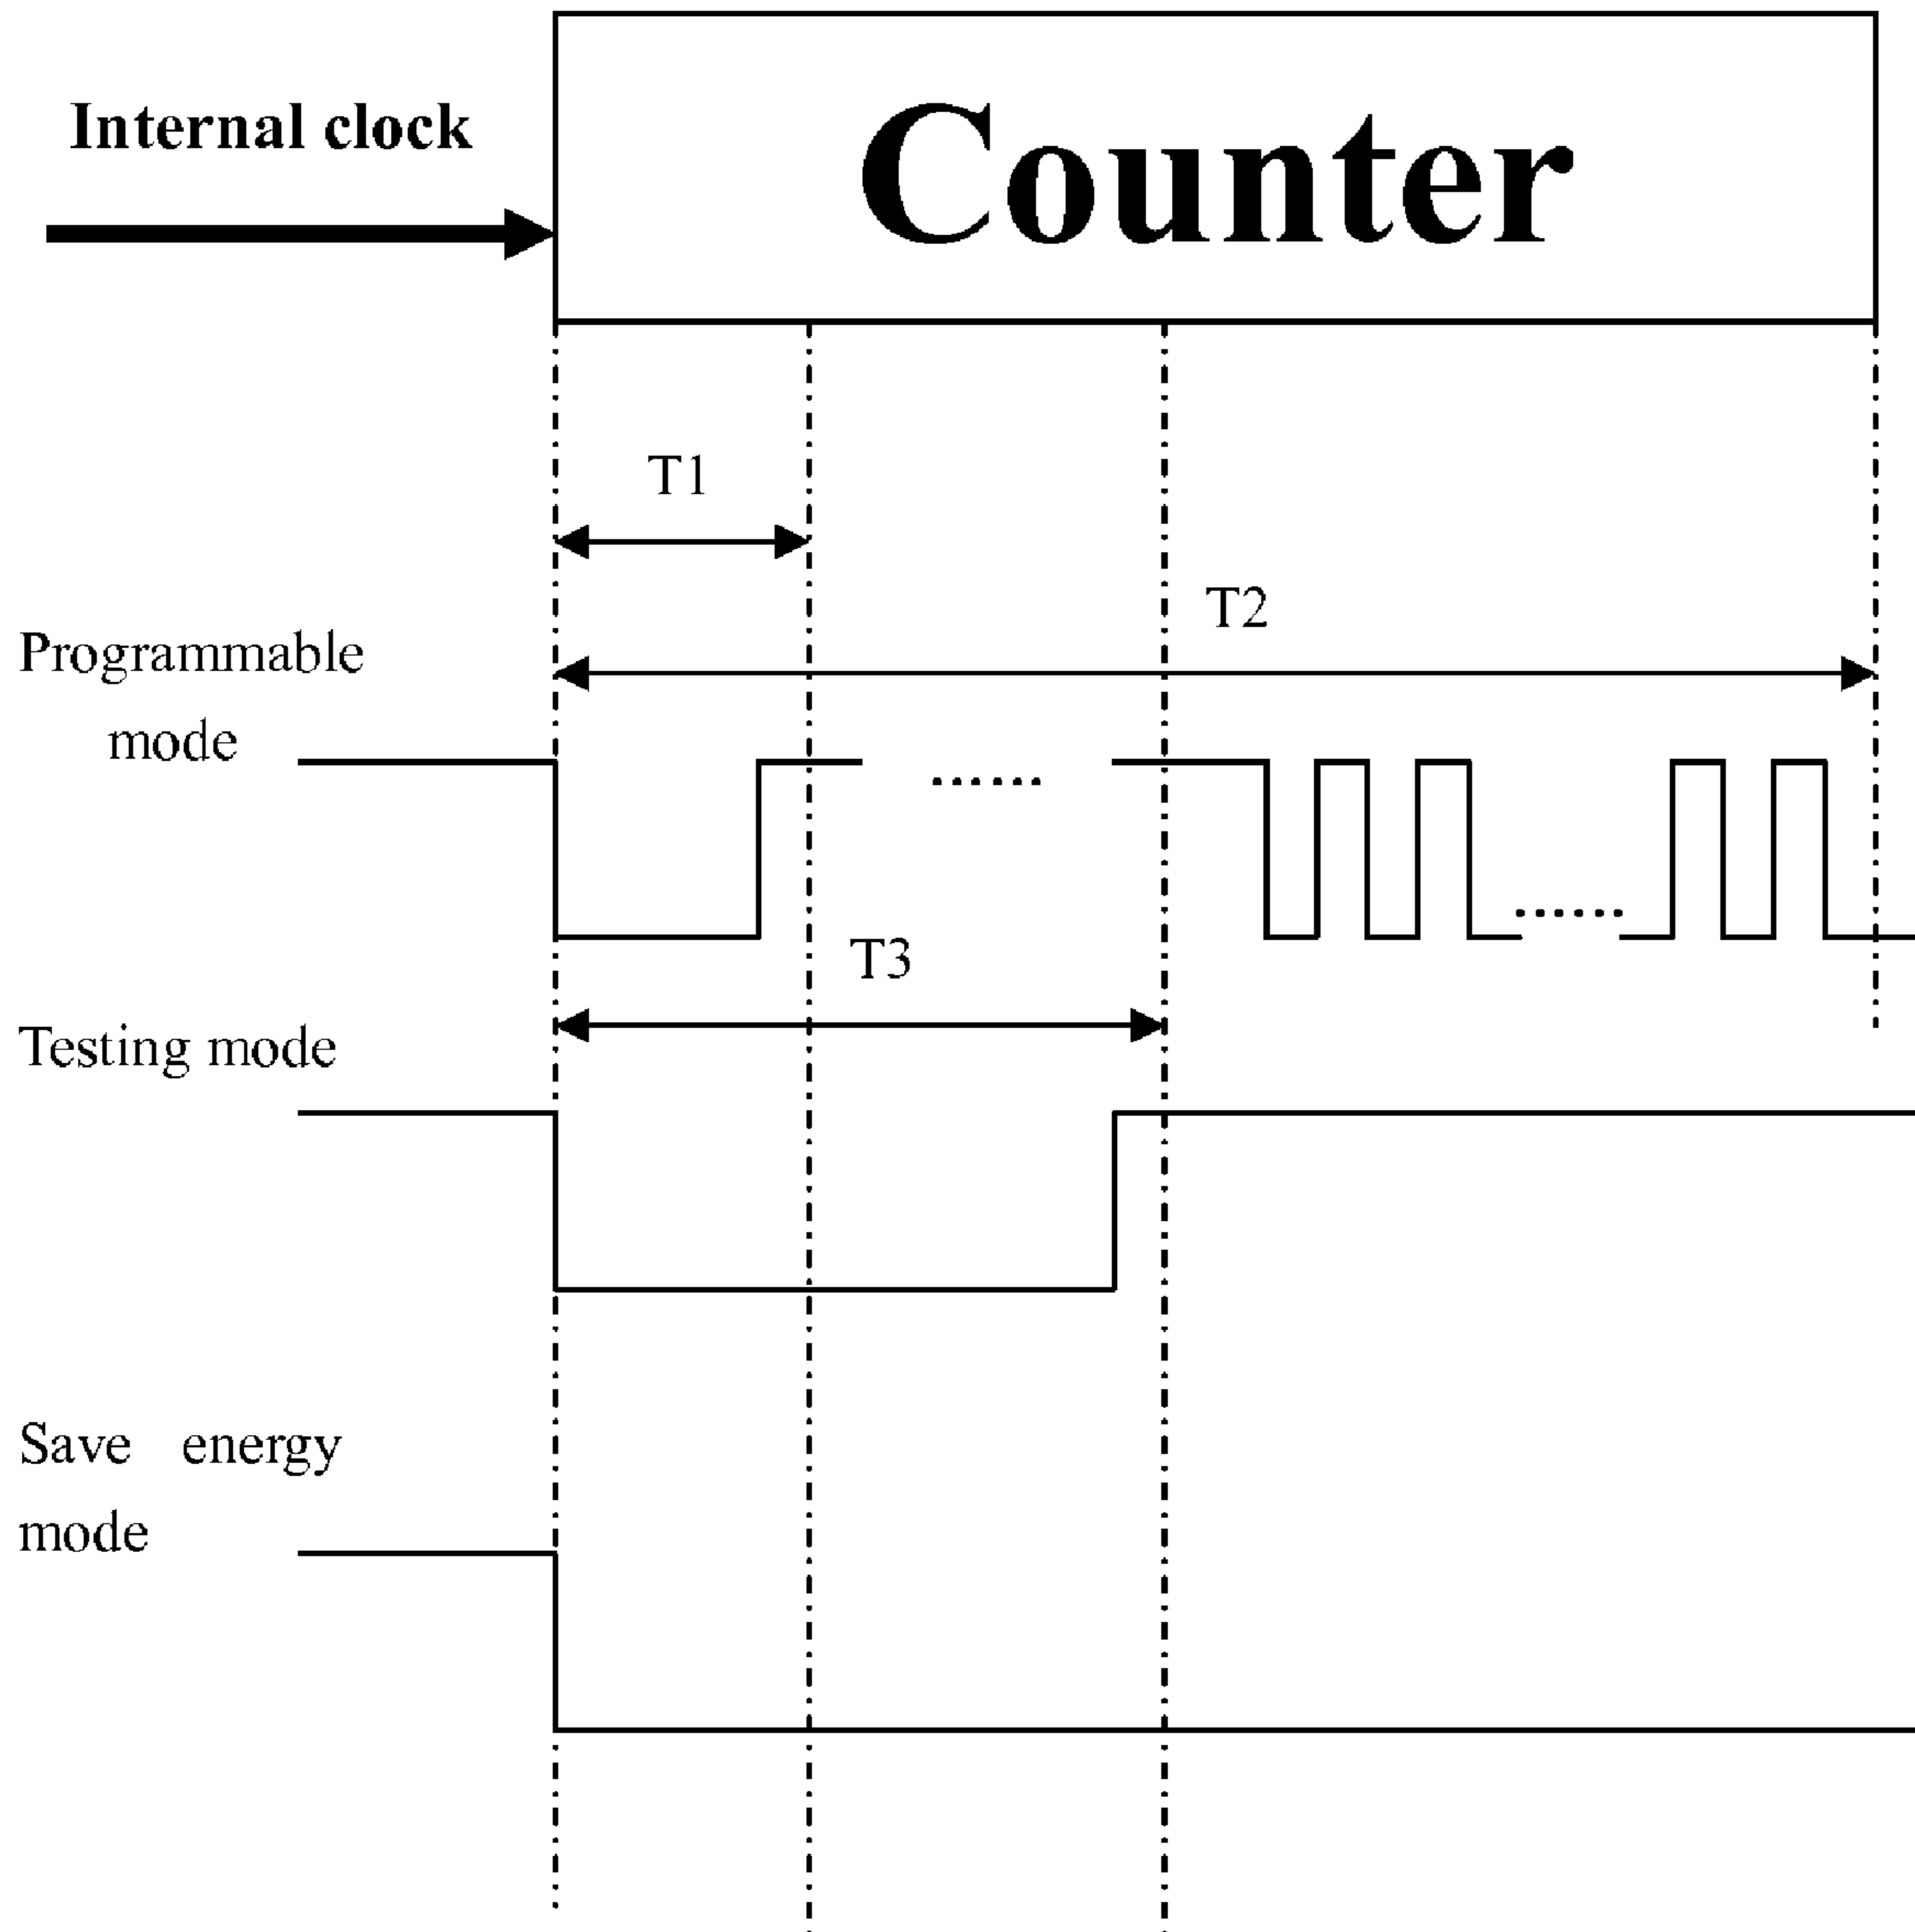 Internal clock
Counter
T1
T2
Programmable
mode
......
......
T3
Testing mode
Save energy
mode